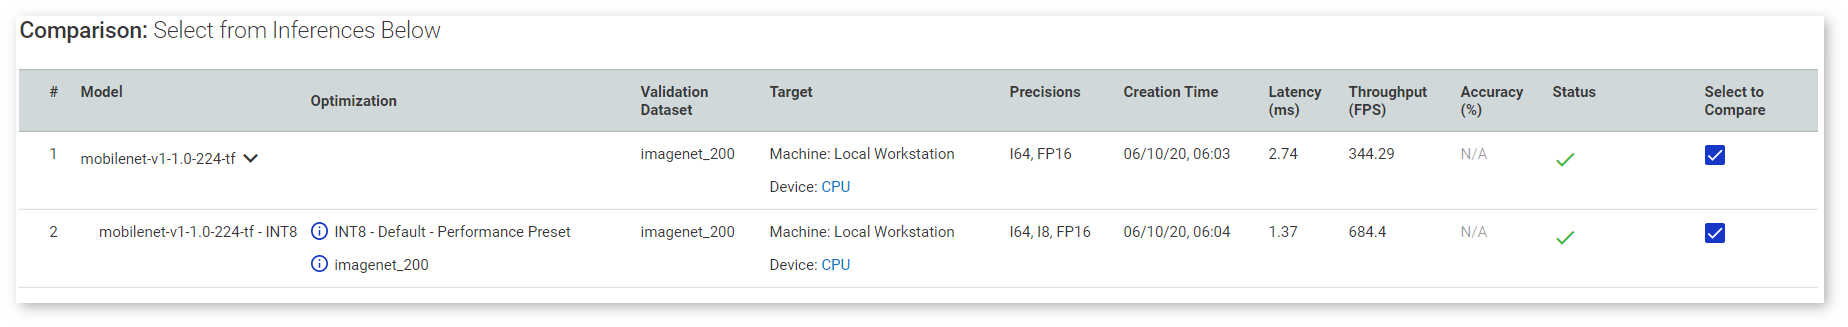 Comparison: Select from Inferences Below
# Model Optimization Validation Dataset Target Precisions Creation Time Latency (ms) Throughput (FPS) Accuracy (%) Status Select to Compare
1 mobilenet-v1-1.0-224-tf imagenet_200 Machine: Local Workstation I64, FP16 06/10/20, 06:03 2.74 344.29 N/A
Device: CPU
2 mobilenet-v1-1.0-224-tf - INT8 INT8 - Default - Performance Preset imagenet_200 Machine: Local Workstation I64, I8, FP16 06/10/20, 06:04 1.37 684.4 N/A
imagenet_200 Device: CPU